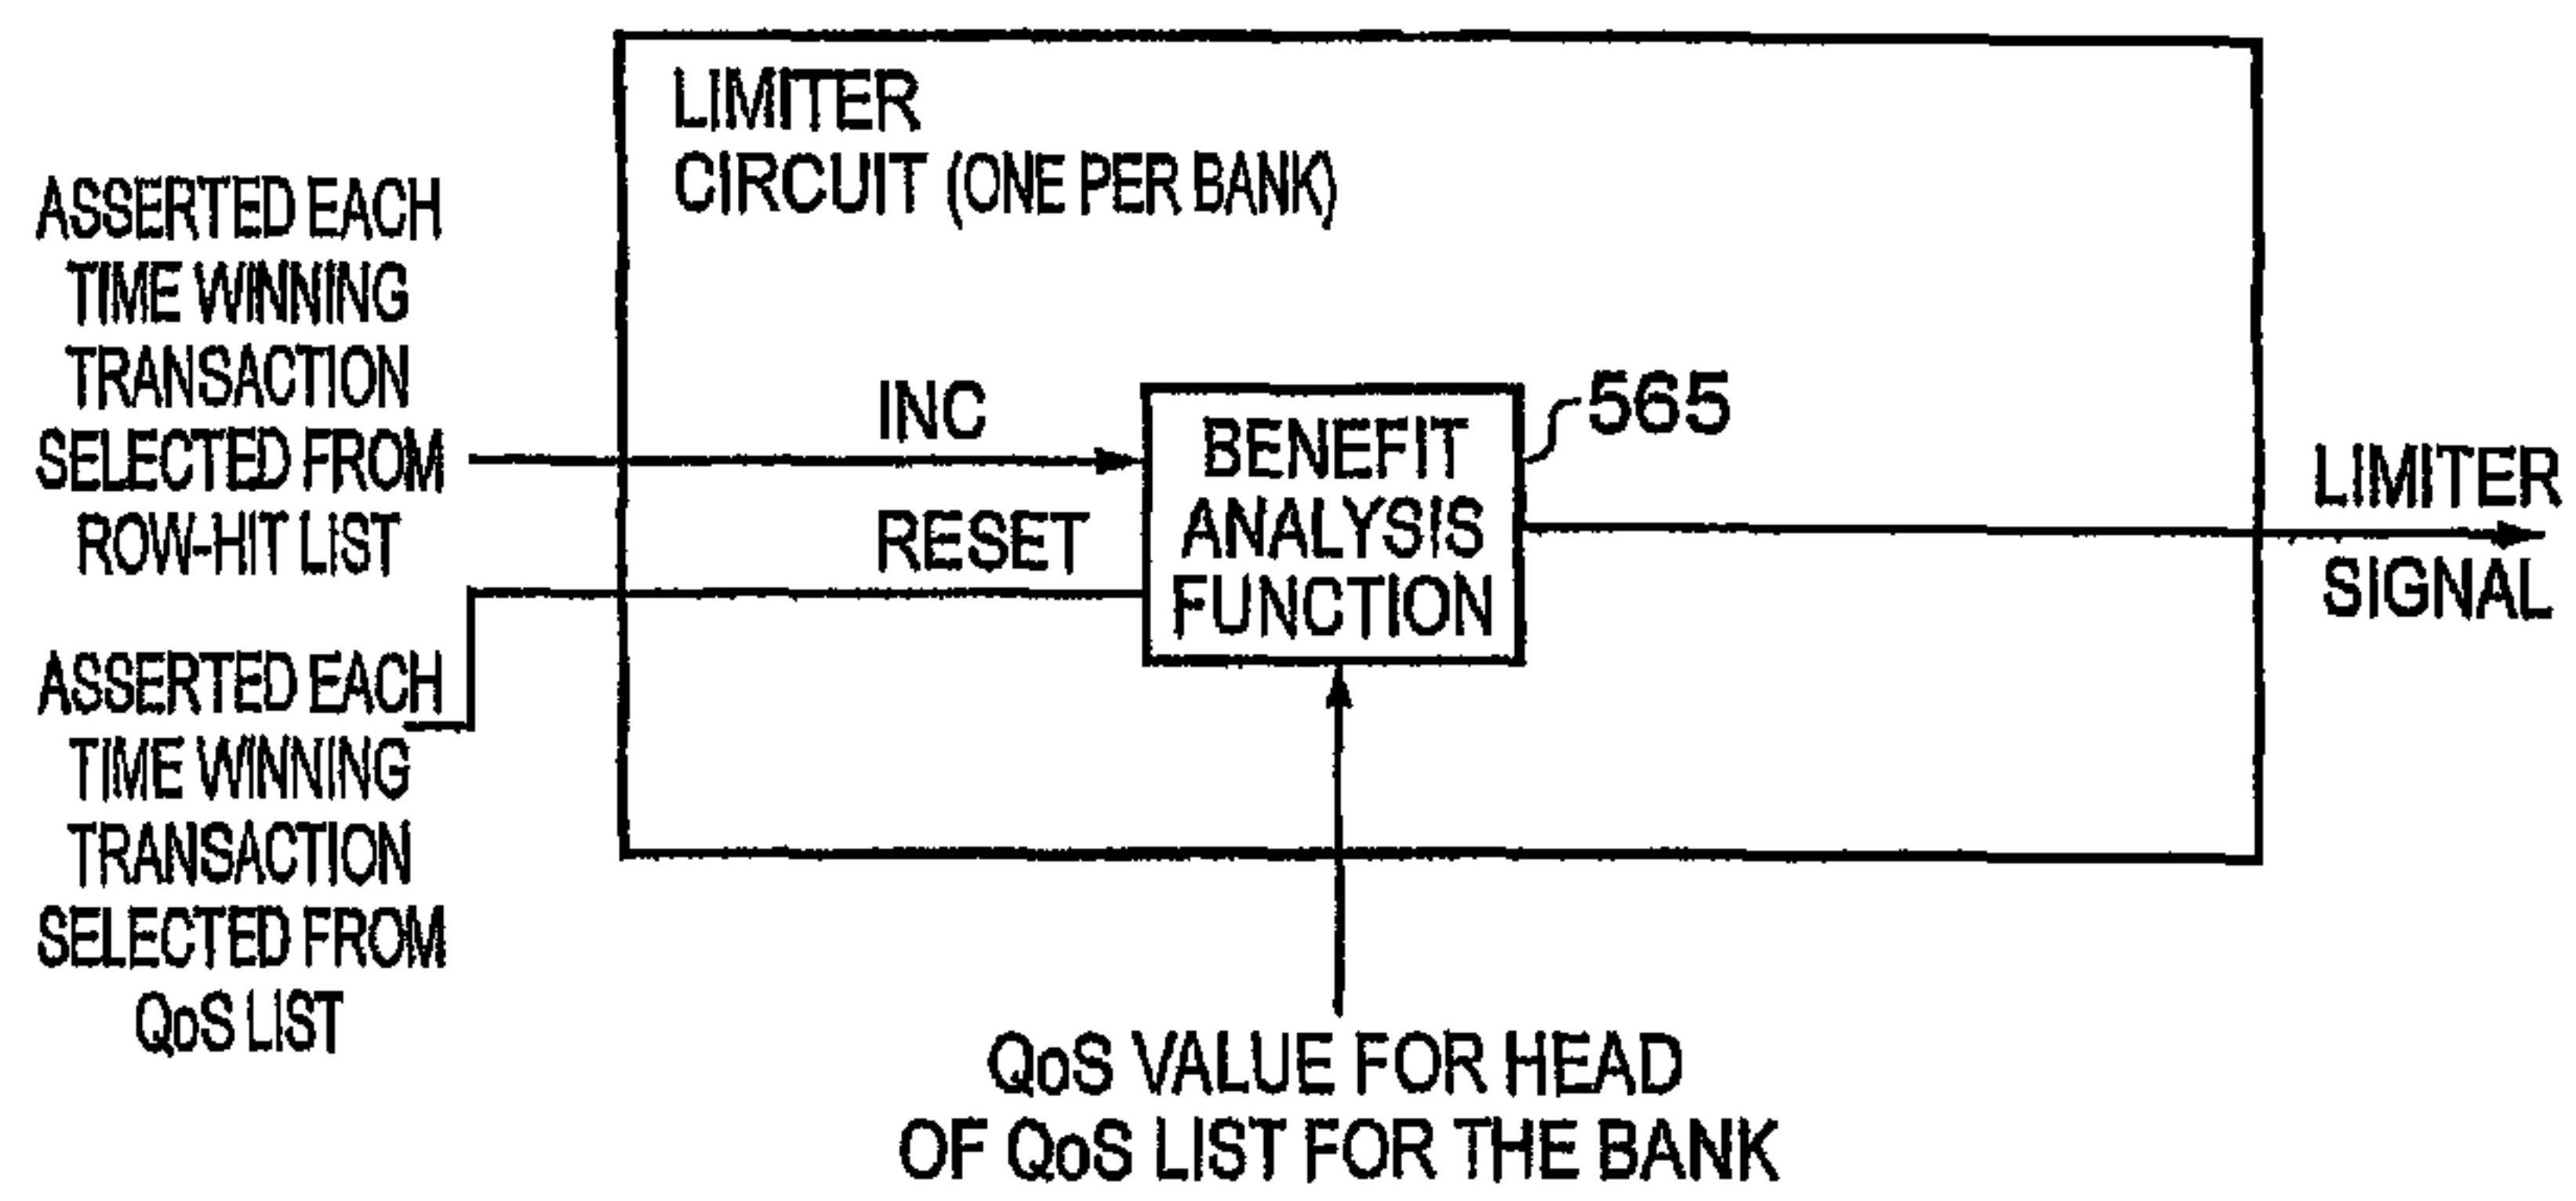 LIMITER
CIRCUIT (ONE PER BANK)
ASSERTED EACH
TIME WINNING
TRANSACTION
SELECTED FROM
ROW-HIT LIST
INC
RESET
BENEFIT
ANALYSIS
FUNCTION
565
LIMITER
SIGNAL
ASSERTED EACH
TIME WINNING
TRANSACTION
SELECTED FROM
QoS LIST
QoS VALUE FOR HEAD
OF QoS LIST FOR THE BANK